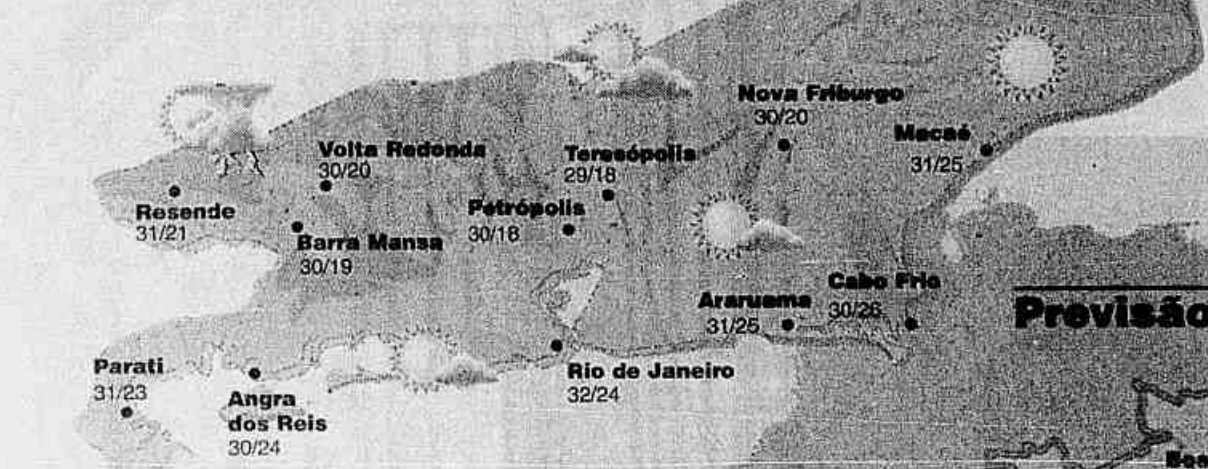 Nova Friburgo
30/20
Macaé
31/25
Volta Redonda
30/20
Teresópolis
29/18
Resende
31/21
Petrópolis
30/18
Barra Mansa
30/19
Cabo Frio
30/26
Araruama
31/25
Previsão
Parati
31/23
Rio de Janeiro
32/24
Angra
dos Reis
30/24